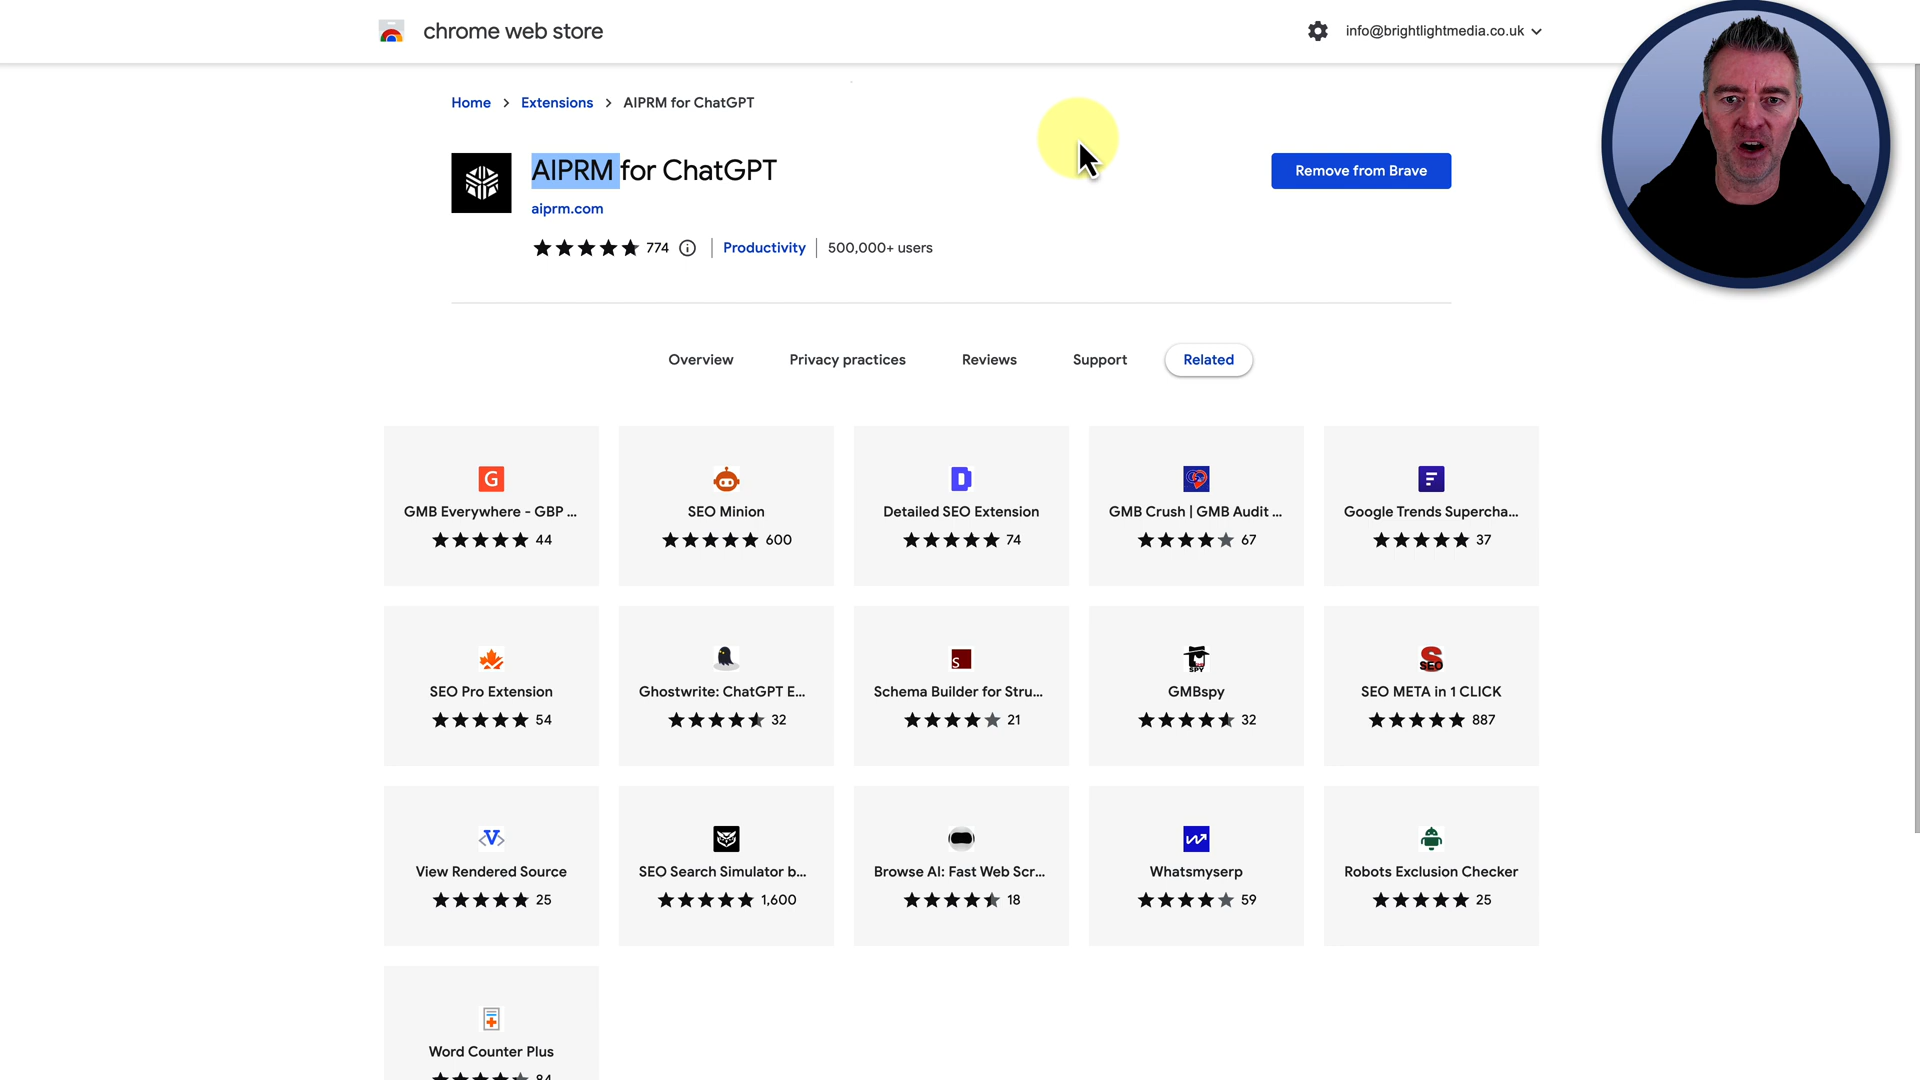 chrome web store
info@brightlightmedia.co.uk
Home > Extensions > AIPRM for ChatGPT
AIPRM for ChatGPT
Remove from Brave
aiprm.com
774 | Productivity | 500,000+ users
Overview Privacy practices Reviews Support Related
G
GMB Everywhere - GBP ... SEO Minion Detailed SEO Extension GMB Crush | GMB Audit ... Google Trends Supercha...
44 600 74 67 37
S SPY S SEO
SEO Pro Extension Ghostwrite: ChatGPT E... Schema Builder for Stru... GMBspy SEO META in 1 CLICK
54 32 21 32 887
<V>
View Rendered Source SEO Search Simulator b... Browse AI: Fast Web Scr... Whatsmyserp Robots Exclusion Checker
25 1,600 18 59 25
Word Counter Plus
84